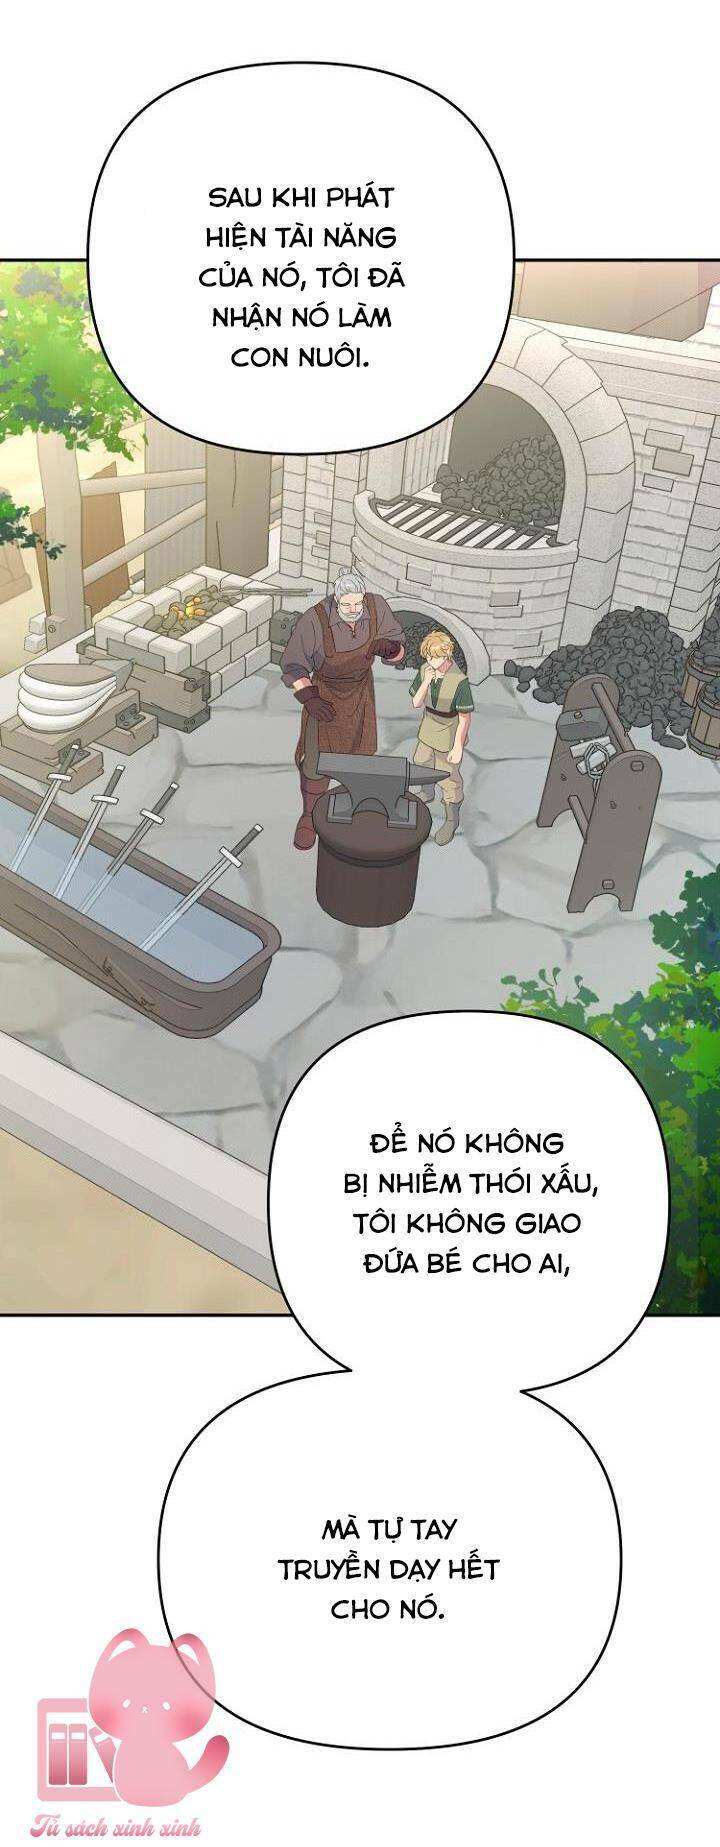 SAU KHI PHÁT
HIỆN TÀI NĂNG
CỦA NÓ, TÔI ĐÃ
NHẬN NÓ LÀM
CON NUÔI.
ĐỂ NÓ KHÔNG
BỊ NHIỄM THÓI XẤU,
TÔI KHÔNG GIAO
ĐỨA BÉ CHO AI,
MÀ TỰ TAY
TRUYỀN DẠY HẾT
CHO NÓ.
Tủ sách xinh xinh